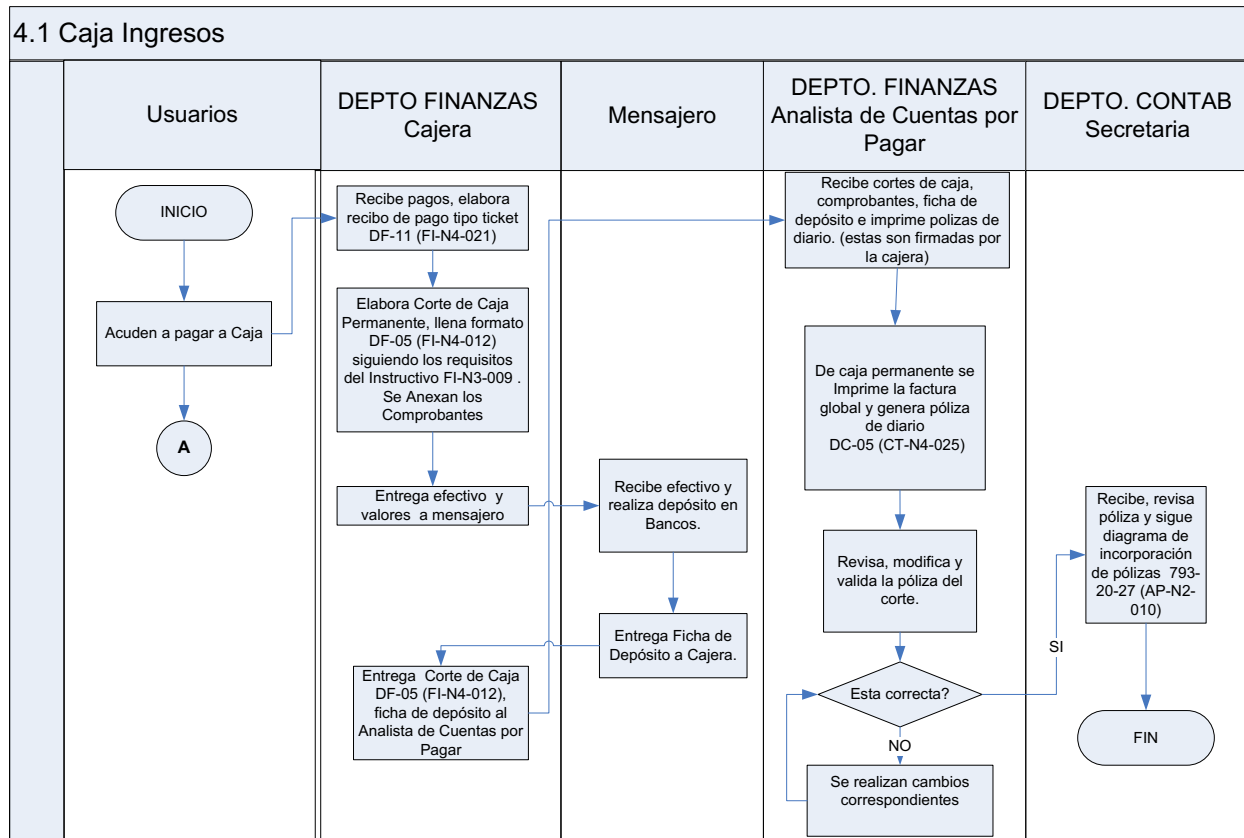 4.1 Caja Ingresos
Usuarios
DEPTO FINANZAS
Cajera
Mensajero
DEPTO. FINANZAS
Analista de Cuentas por
Pagar
DEPTO. CONTAB
Secretaria
INICIO
Acuden a pagar a Caja
A
Recibe pagos, elabora
recibo de pago tipo ticket
DF-11 (FI-N4-021)
Elabora Corte de Caja
Permanente, llena formato
DF-05 (FI-N4-012)
siguiendo los requisitos
del Instructivo FI-N3-009 .
Se Anexan los
Comprobantes
Entrega efectivo y
valores a mensajero
Recibe efectivo y
realiza depósito en
Bancos.
Entrega Ficha de
Depósito a Cajera.
Entrega Corte de Caja
DF-05 (FI-N4-012),
ficha de depósito al
Analista de Cuentas por
Pagar
Recibe cortes de caja,
comprobantes, ficha de
depósito e imprime polizas de
diario. (estas son firmadas por
la cajera)
De caja permanente se
Imprime la factura
global y genera póliza
de diario
DC-05 (CT-N4-025)
Revisa, modifica y
valida la póliza del
corte.
Esta correcta?
NO
Se realizan cambios
correspondientes
SI
Recibe, revisa
póliza y sigue
diagrama de
incorporación
de pólizas 793-
20-27 (AP-N2-
010)
FIN